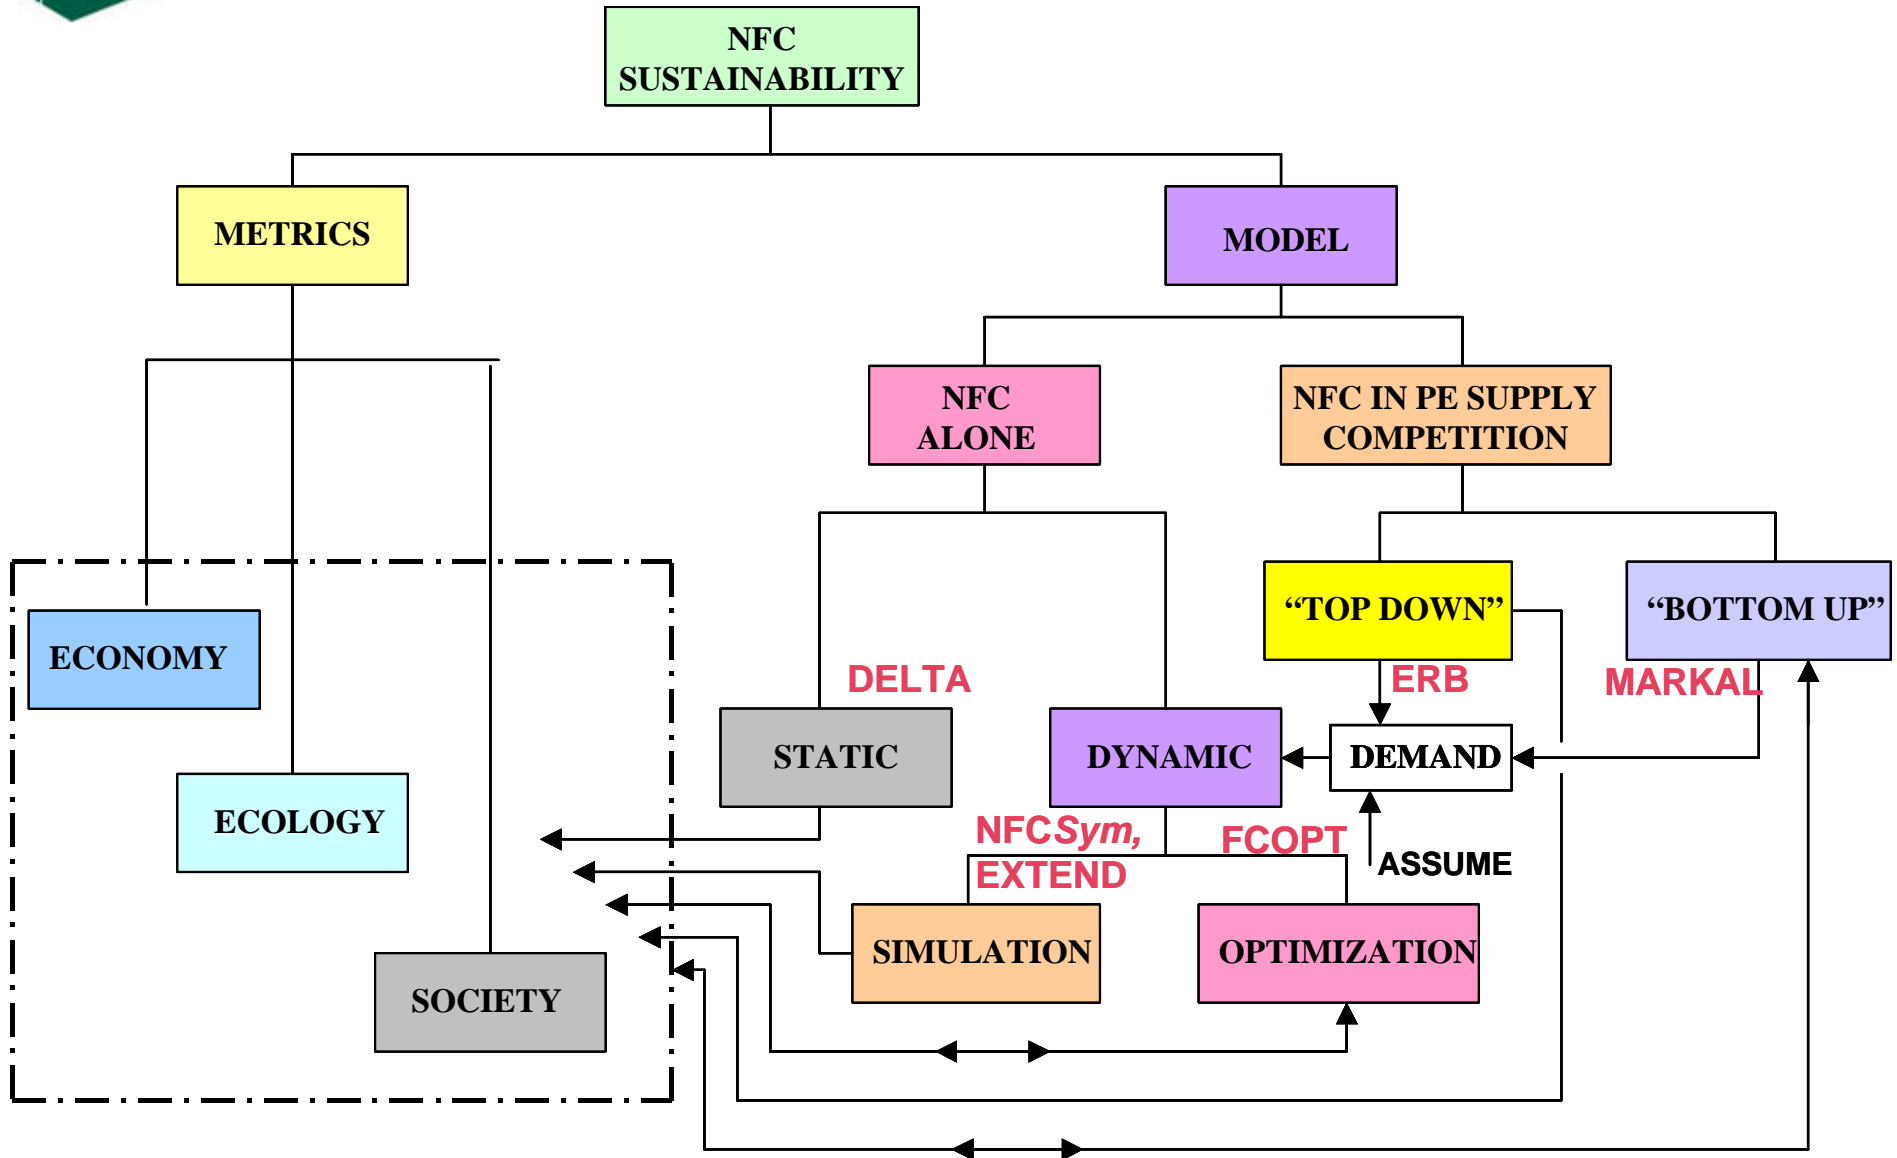 NFC
SUSTAINABILITY
METRICS
MODEL
NFC
ALONE
NFC IN PE SUPPLY
COMPETITION
“TOP DOWN”
“BOTTOM UP”
ECONOMY
DELTA
ERB
MARKAL
STATIC
DYNAMIC
DEMAND
ECOLOGY
NFCSym,
EXTEND
FCOPT
ASSUME
SIMULATION
OPTIMIZATION
SOCIETY